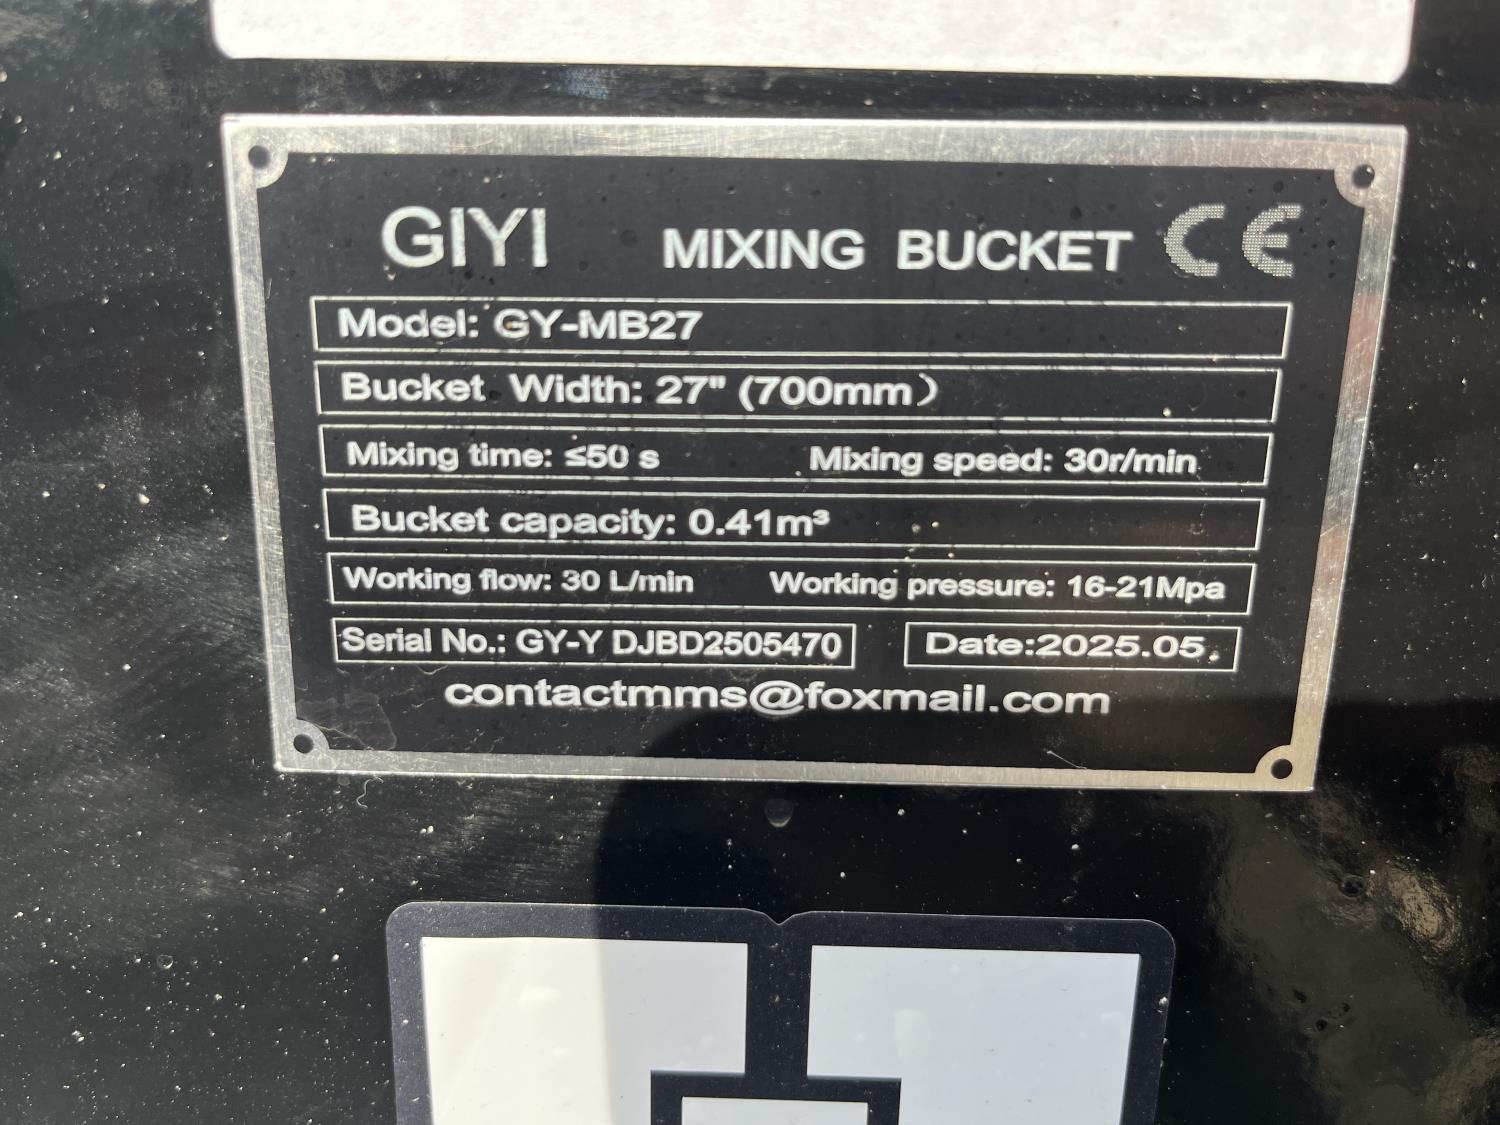 GIYI MIXING BUCKET CE
Model: GY-MB27
Bucket Width: 27" (700mm）
Mixing time: ≤50 s Mixing speed: 30r/min
Bucket capacity: 0.41m³
Working flow: 30 L/min Working pressure: 16-21Mpa
Serial No.: GY-Y DJBD2505470 Date:2025.05.
contactmms@foxmail.com